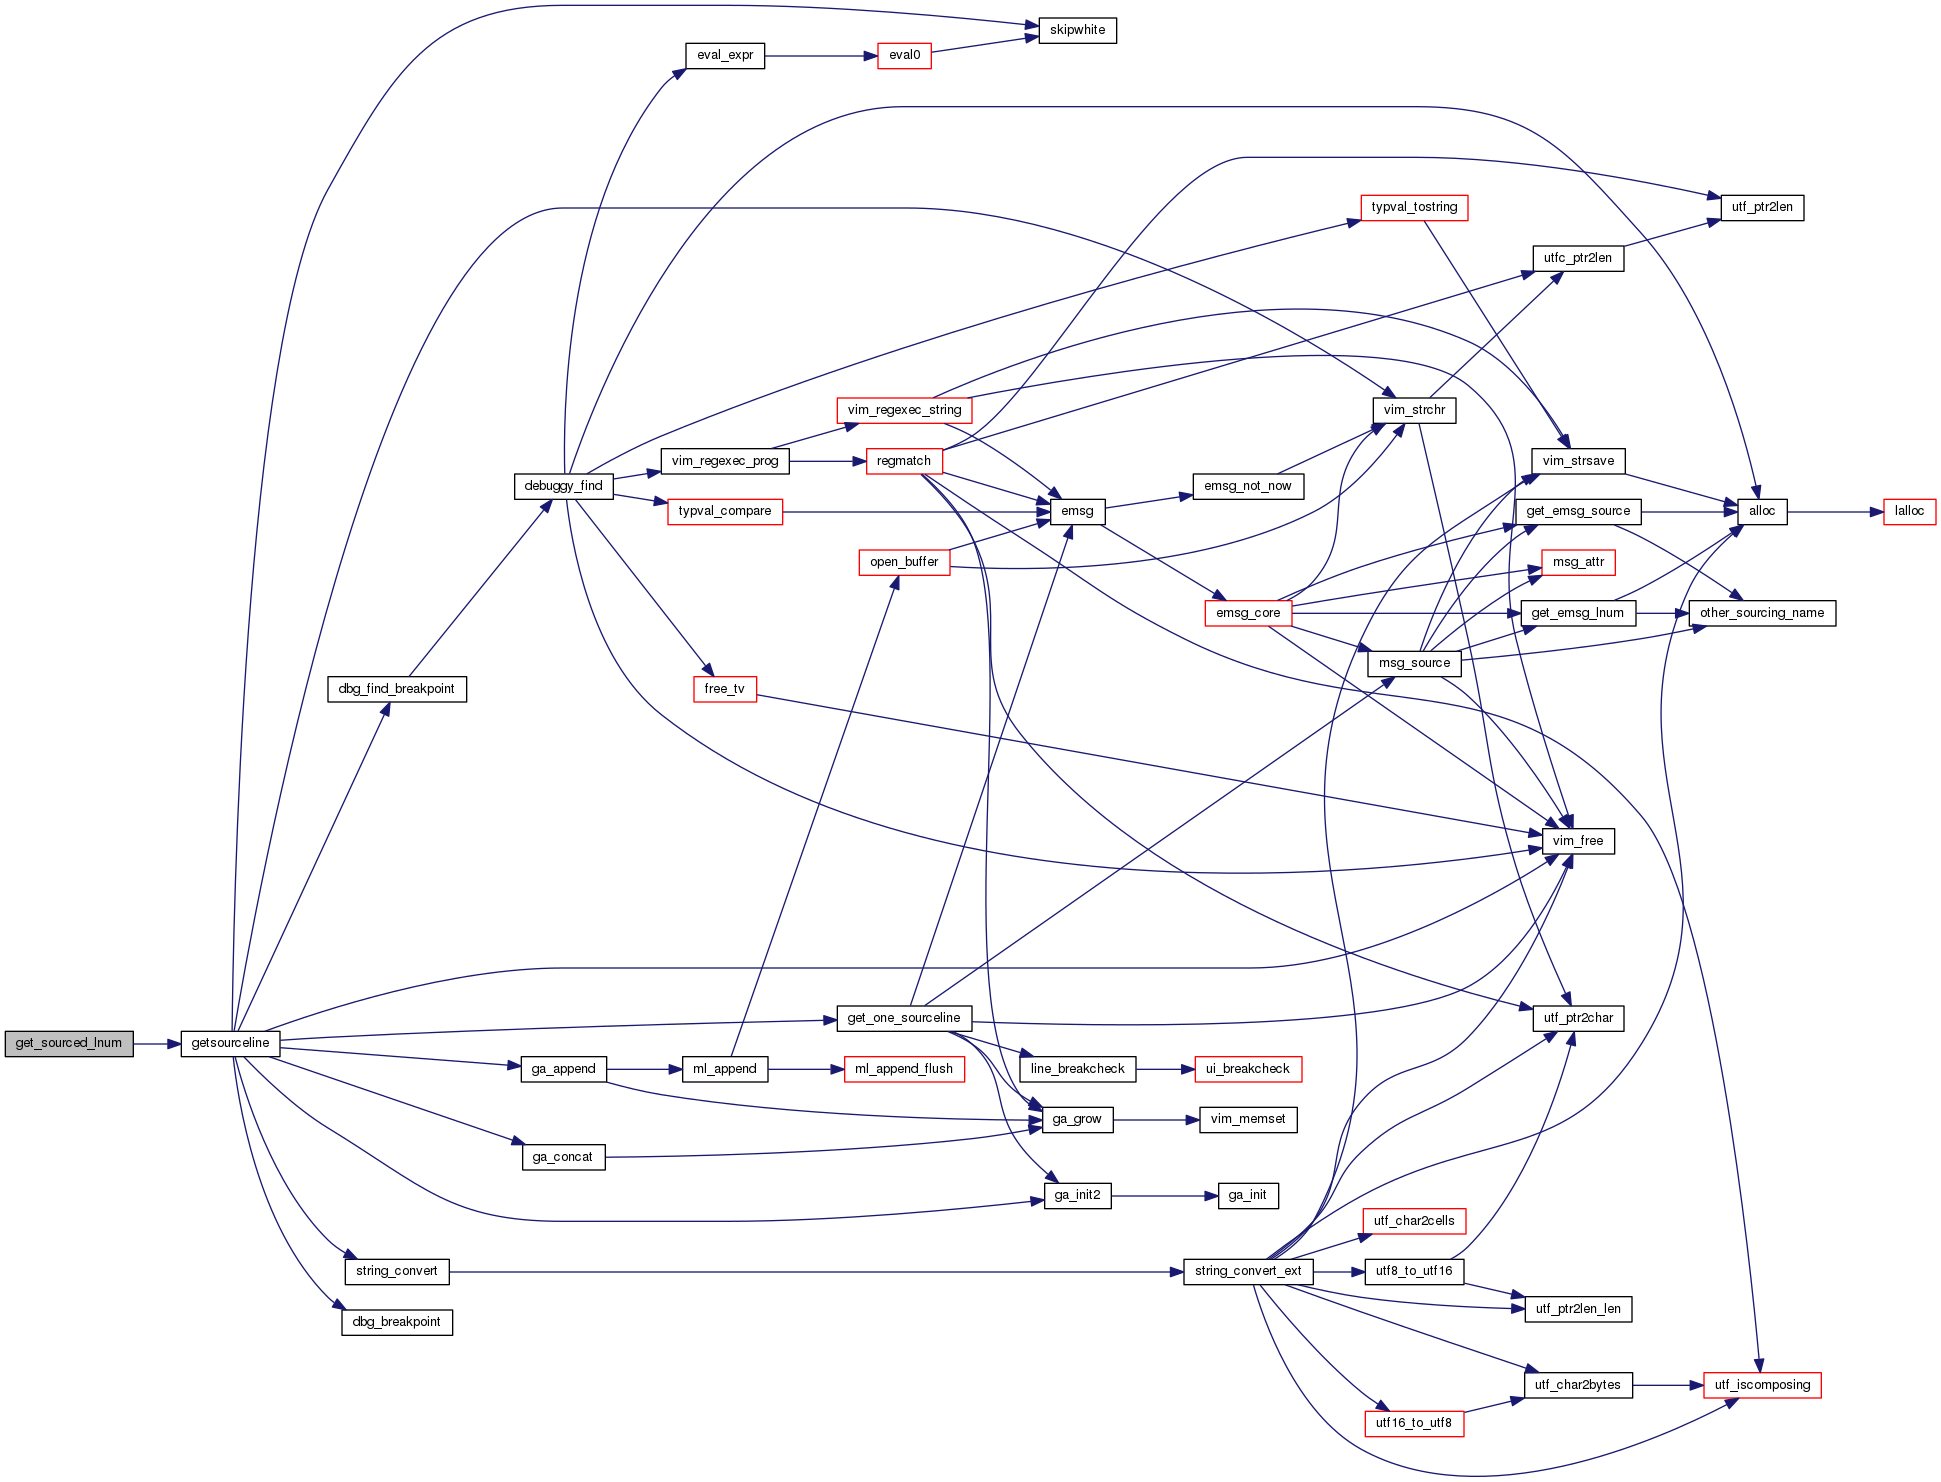 skipwhite
eval_expr
eval0
typval_tostring
utf_ptr2len
utfc_ptr2len
vim_regexec_string
vim_strchr
vim_regexec_prog
regmatch
vim_strsave
debuggy_find
emsg_not_now
typval_compare
emsg
get_emsg_source
alloc
lalloc
open_buffer
msg_attr
emsg_core
get_emsg_lnum
other_sourcing_name
msg_source
dbg_find_breakpoint
free_tv
vim_free
get_one_sourceline
utf_ptr2char
get_sourced_lnum
getsourceline
ga_append
ml_append
ml_append_flush
line_breakcheck
ui_breakcheck
ga_grow
vim_memset
ga_concat
ga_init2
ga_init
utf_char2cells
string_convert
string_convert_ext
utf8_to_utf16
utf_ptr2len_len
dbg_breakpoint
utf_char2bytes
utf_iscomposing
utf16_to_utf8